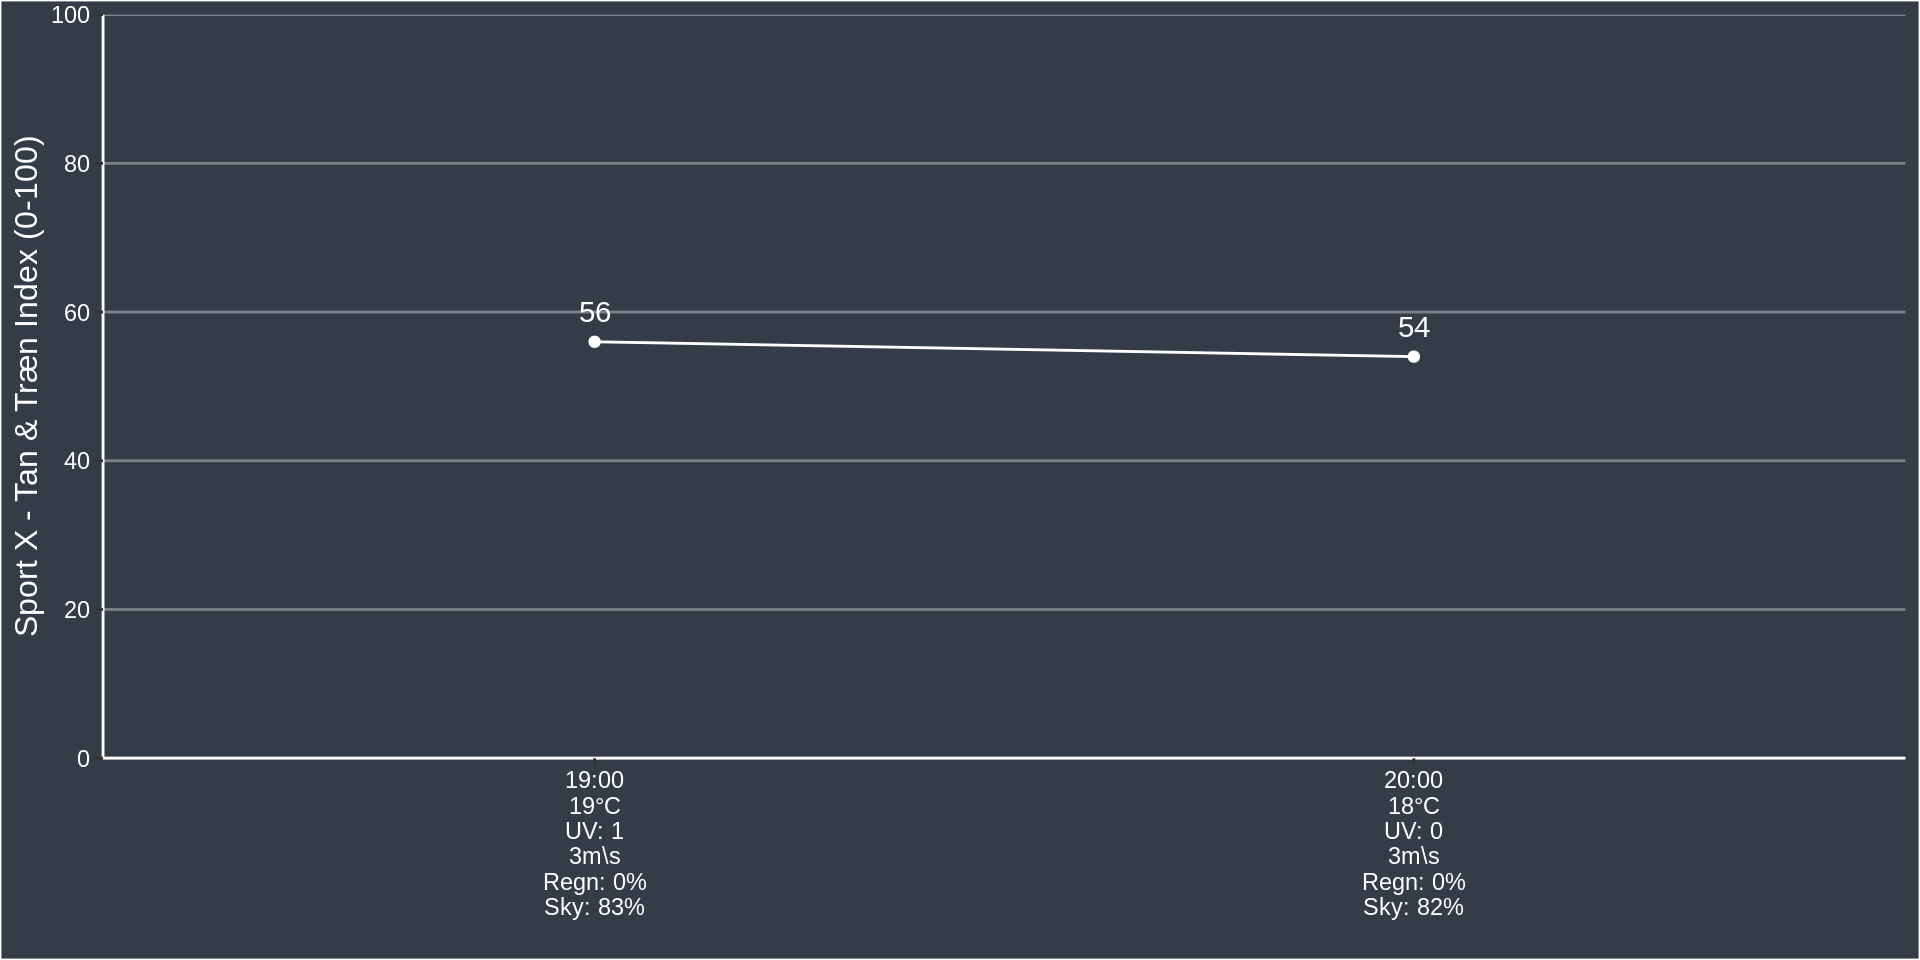 Sport X - Tan & Træn Index (0-100)
100
80
60
40
20
0
56
54
19:00
19°C
UV: 1
3m\s
Regn: 0%
Sky: 83%
20:00
18°C
UV: 0
3m\s
Regn: 0%
Sky: 82%